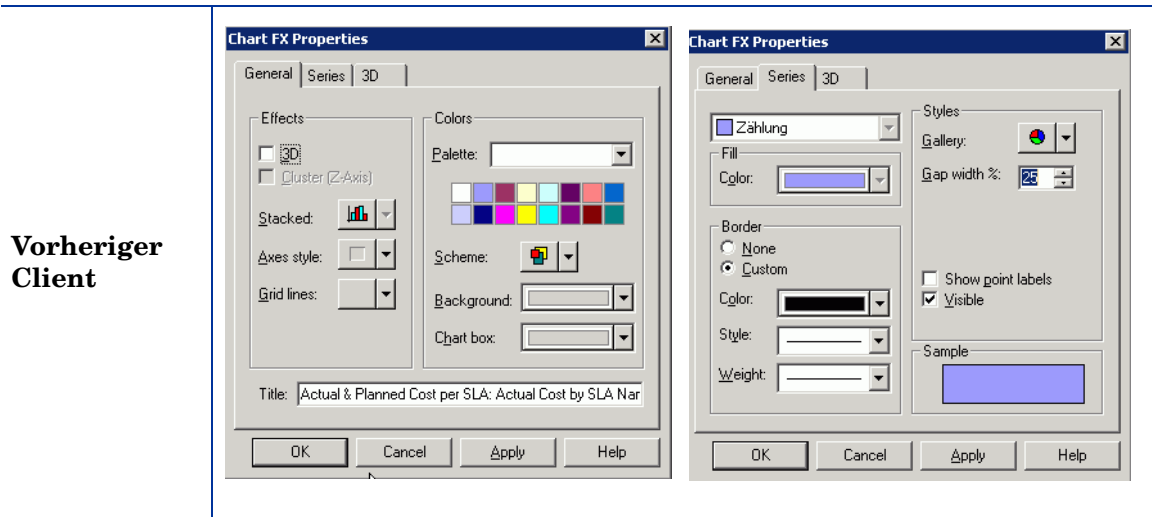 Vorheriger
Client
Chart FX Properties
General
Series
3D
Effects
3D
Cluster (Z-Axis)
Stacked:
Axes style:
Grid lines:
Colors
Palette:
Scheme:
Background:
Chart box:
Title:
Actual & Planned Cost per SLA: Actual Cost by SLA Nar
OK
Cancel
Apply
Help
Chart FX Properties
General
Series
3D
Zählung
Fill
Color:
Border
None
Custom
Color:
Style:
Weight:
Styles
Gallery:
Gap width %:
25
Show point labels
Visible
Sample
OK
Cancel
Apply
Help